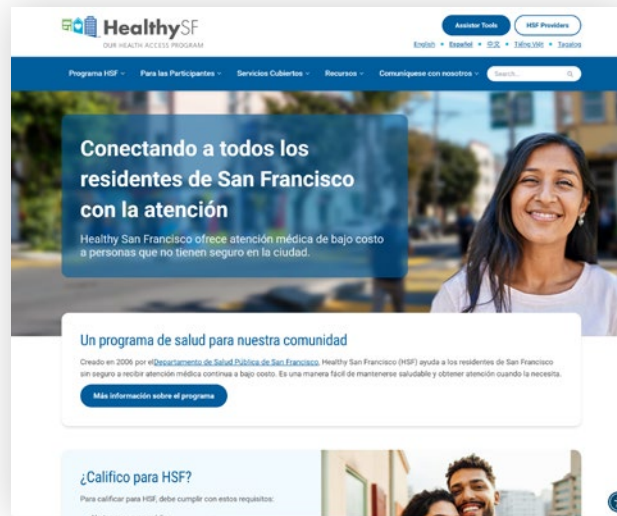 HealthySF
OUR HEALTH ACCESS PROGRAM
Assistor Tools
HSF Providers
English • Español • 中文 • Tiếng Việt • Tagalog
Programa HSF
Para las Participantes
Servicios Cubiertos
Recursos
Comuníquese con nosotros
Search...
Conectando a todos los
residentes de San Francisco
con la atención
Healthy San Francisco ofrece atención médica de bajo costo
a personas que no tienen seguro en la ciudad.
Un programa de salud para nuestra comunidad
Creado en 2006 por elDepartamento de Salud Pública de San Francisco, Healthy San Francisco (HSF) ayuda a los residentes de San Francisco
sin seguro a recibir atención médica continua a bajo costo. Es una manera fácil de mantenerse saludable y obtener atención cuando la necesita.
Más información sobre el programa
¿Califico para HSF?
Para calificar para HSF, debe cumplir con estos requisitos: